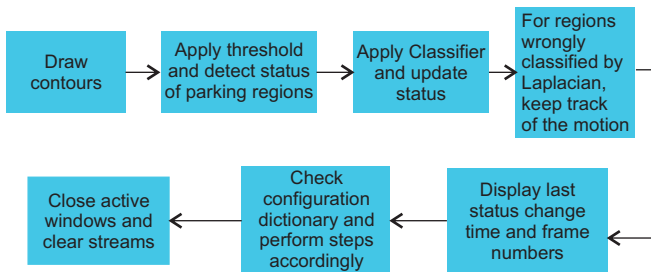 Draw
contours
Apply threshold
and detect status
of parking regions
Apply Classifier
and update
status
For regions
wrongly
classified by
Laplacian,
keep track
of the motion
Display last
status change
time and frame
numbers
Check
configuration
dictionary and
perform steps
accordingly
Close active
windows and
clear streams